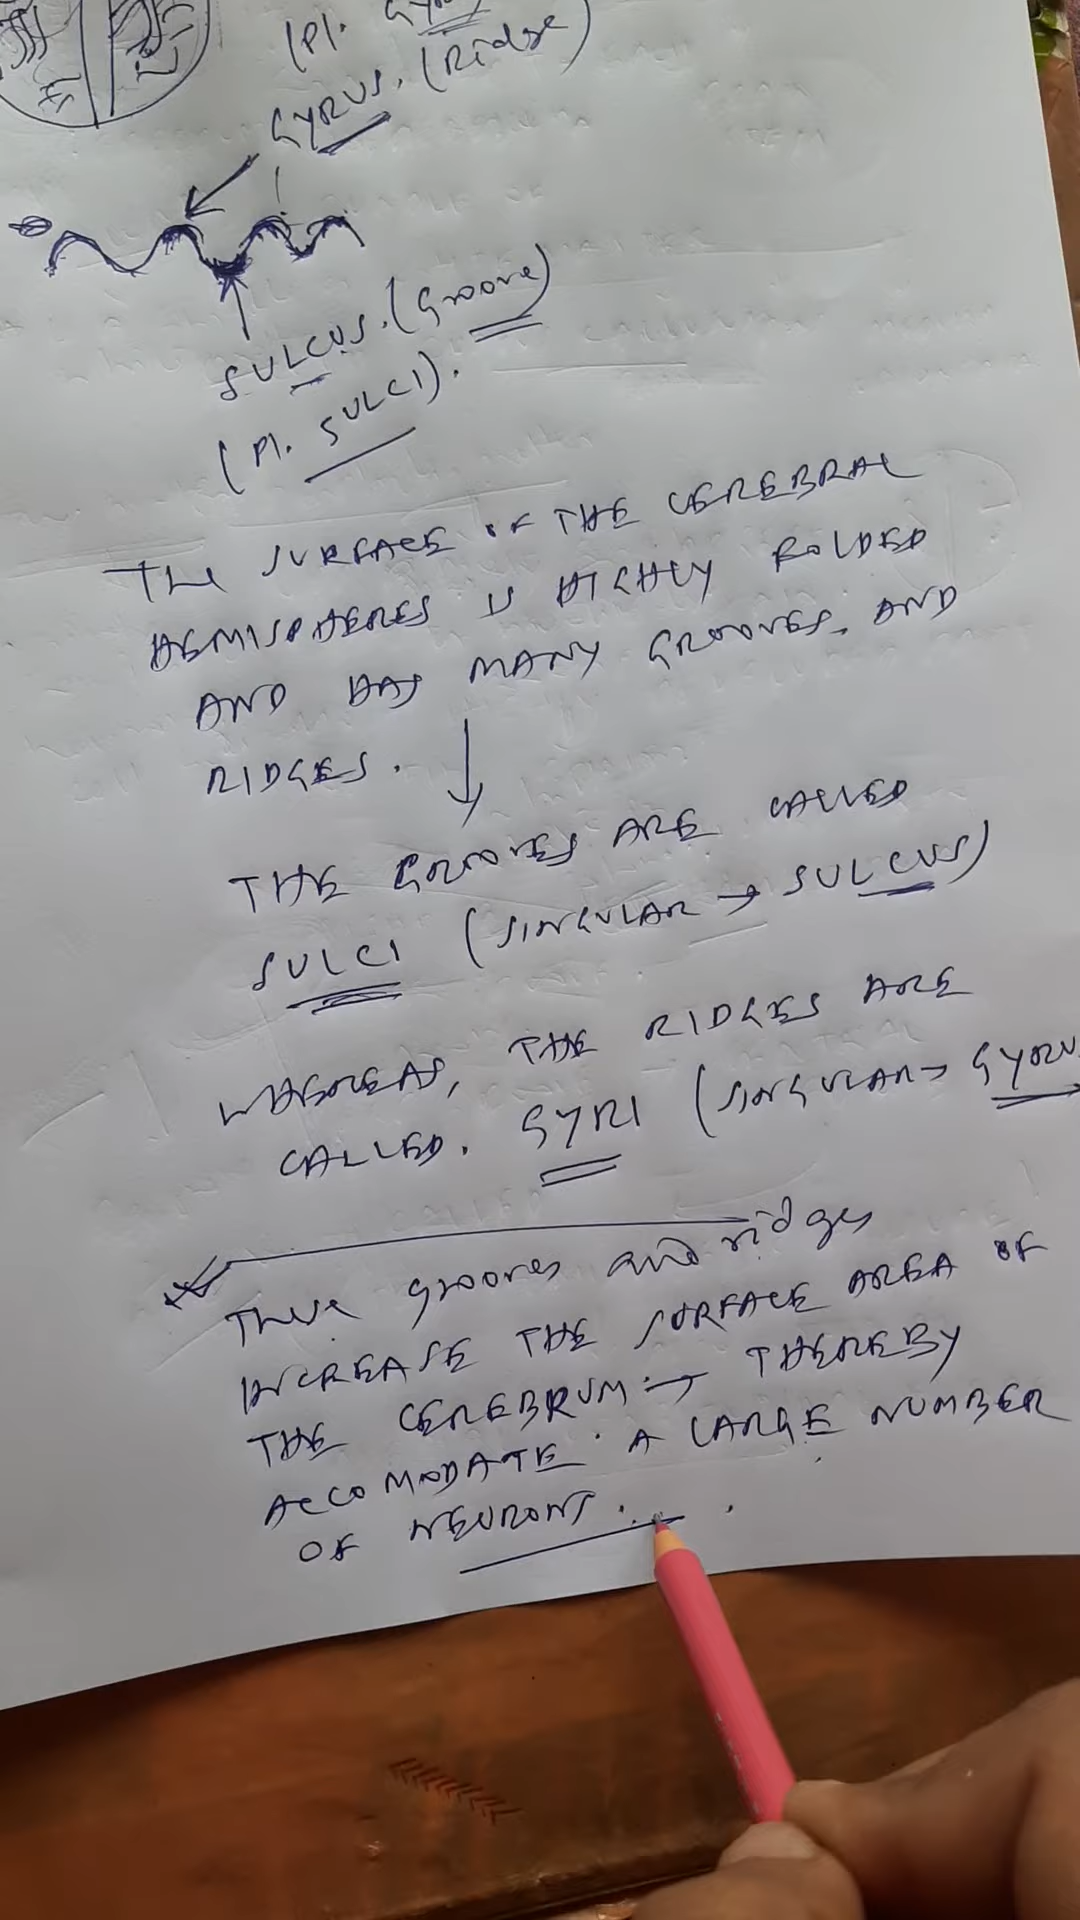 (Pl. Gyri
GYRUS. (Ridge)
SULCUS. (Groove)
(Pl. SULCI).
The SURFACE OF THE CEREBRAL
HEMISPHERES IS HIGHLY FOLDED
AND HAS MANY GROOVES. AND
RIDGES.
THE GROOVES ARE CALLED
SULCI (SINGULAR → SULCUS)
WHEREAS, THE RIDGES ARE
CALLED. GYRI (SINGULAR → GYRUS
These grooves and ridges
INCREASE THE SURFACE AREA OF
THE CEREBRUM → THEREBY
ACCOMODATE A LARGE NUMBER
OF NEURONS.